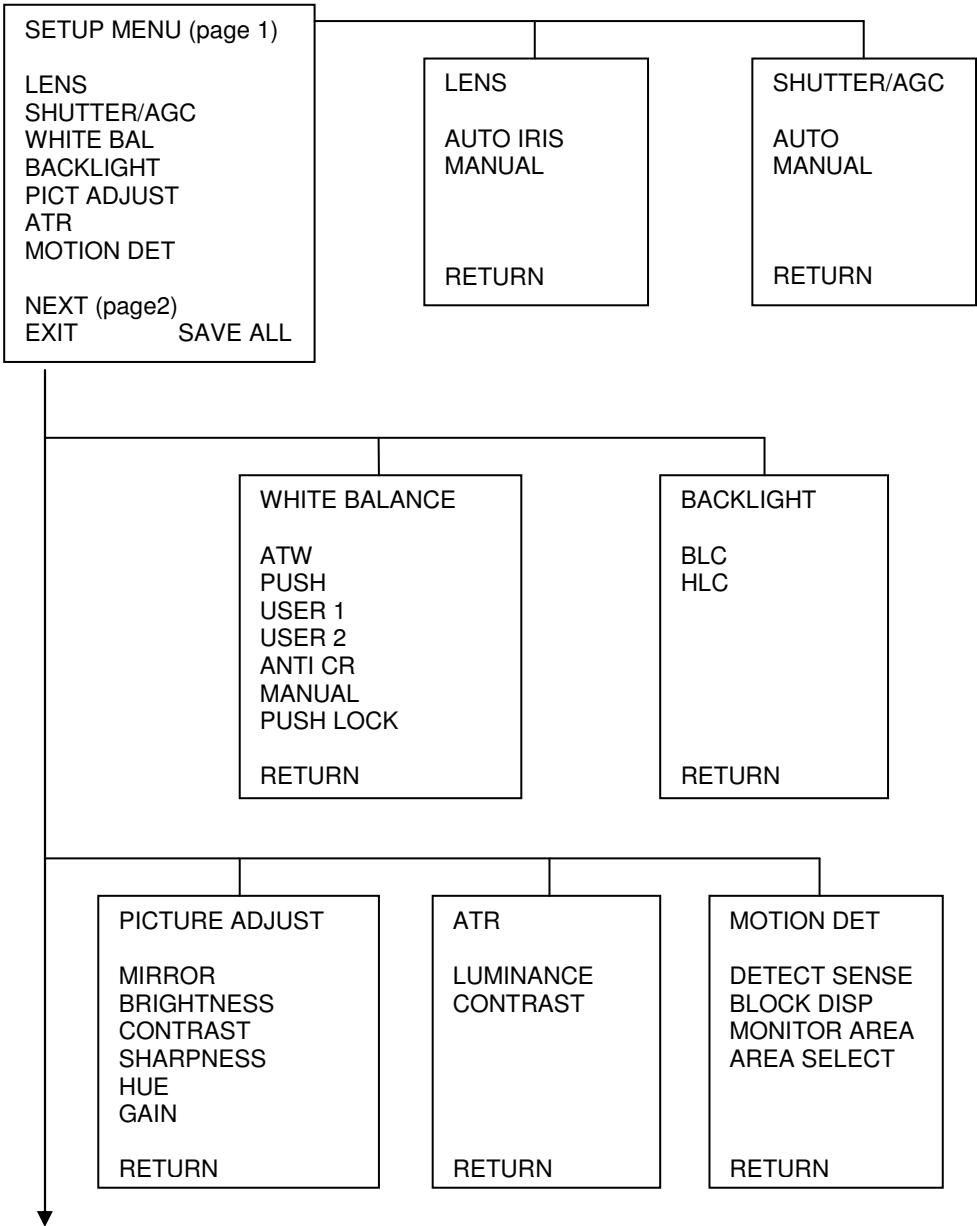 SETUP MENU (page 1)
LENS
SHUTTER/AGC
WHITE BAL
BACKLIGHT
PICT ADJUST
ATR
MOTION DET
NEXT (page2)
EXIT SAVE ALL
LENS
AUTO IRIS
MANUAL
RETURN
SHUTTER/AGC
AUTO
MANUAL
RETURN
WHITE BALANCE
ATW
PUSH
USER 1
USER 2
ANTI CR
MANUAL
PUSH LOCK
RETURN
BACKLIGHT
BLC
HLC
RETURN
PICTURE ADJUST
MIRROR
BRIGHTNESS
CONTRAST
SHARPNESS
HUE
GAIN
RETURN
ATR
LUMINANCE
CONTRAST
RETURN
MOTION DET
DETECT SENSE
BLOCK DISP
MONITOR AREA
AREA SELECT
RETURN